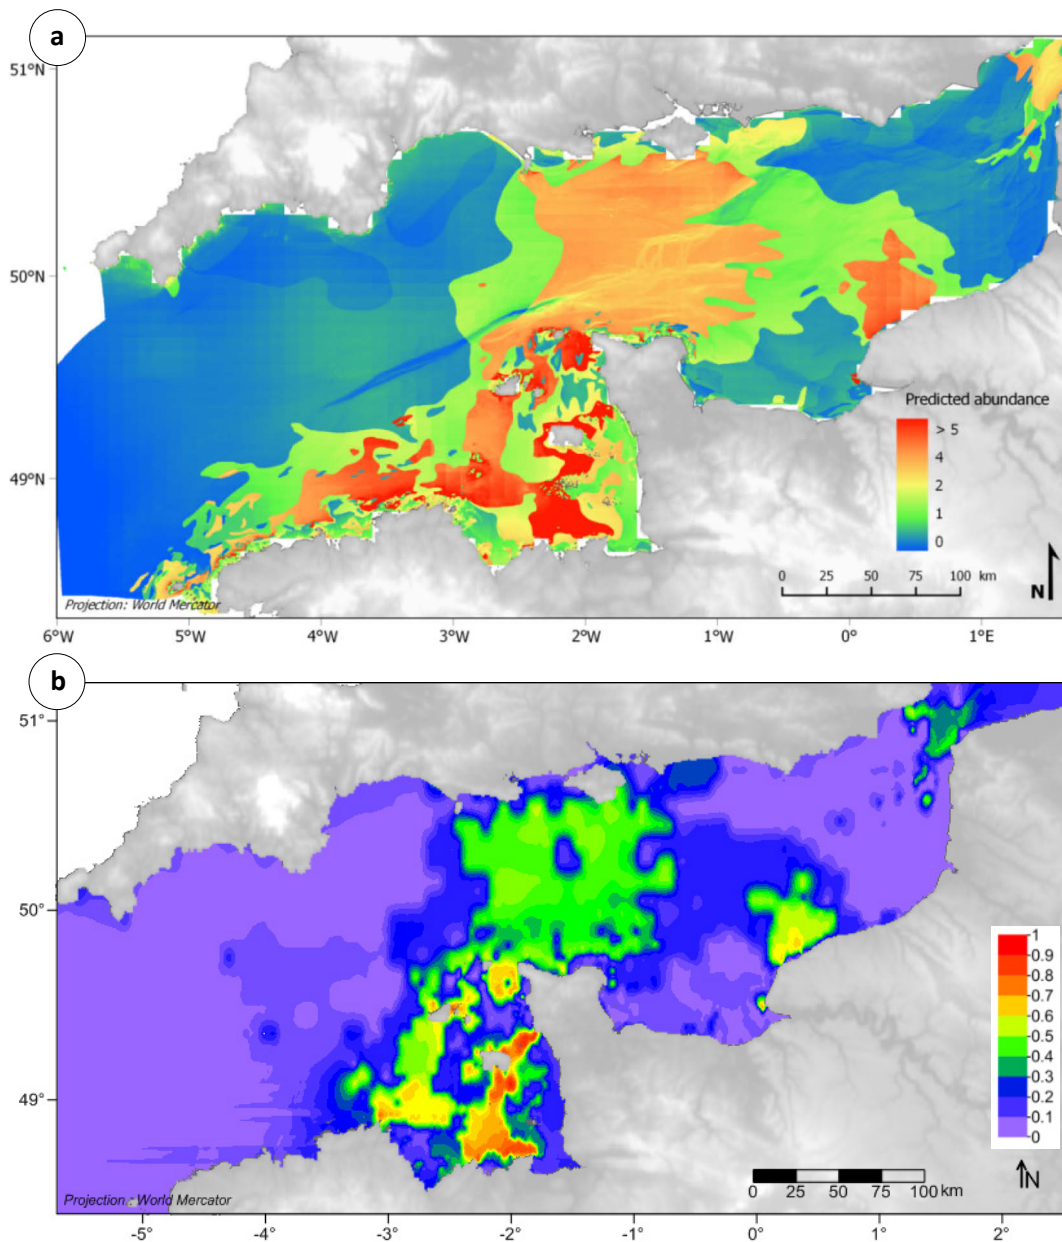 a
51°N
50°N
49°N
Predicted abundance
> 5
4
2
1
0
0 25 50 75 100 km
N
Projection: World Mercator
6°W 5°W 4°W 3°W 2°W 1°W 0° 1°E
b
51°
50°
49°
1
0.9
0.8
0.7
0.6
0.5
0.4
0.3
0.2
0.1
0
N
0 25 50 75 100 km
Projection : World Mercator
-5° -4° -3° -2° -1° 0° 1° 2°